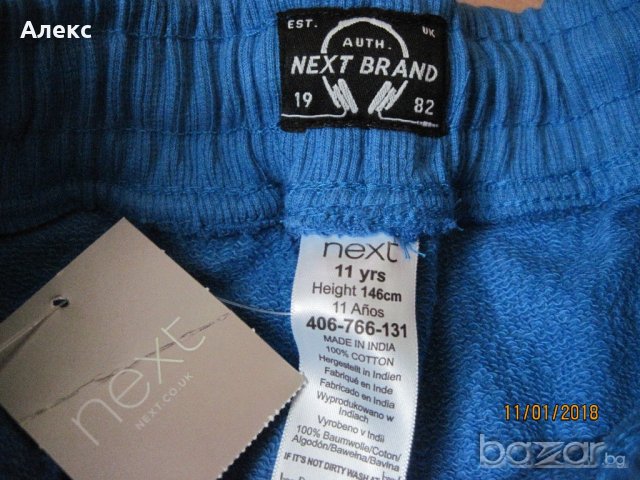 Алекс
EST. UK
AUTH.
NEXT BRAND
19 82
next
11 yrs
Height 146cm
11 Años
406-766-131
MADE IN INDIA
100% COTTON
Hergestellt in Indien
Fabriqué en Inde
Fabricado en India
Wyprodukowano w
Indiach
Vyrobeno v Indii
100% Baumwolle/Coton/
Algodón/Bawełna/Bavlna
IF IT'S NOT DIRTY WASH AT
next
NEXT.CO.UK
11/01/2018
bazar.bg